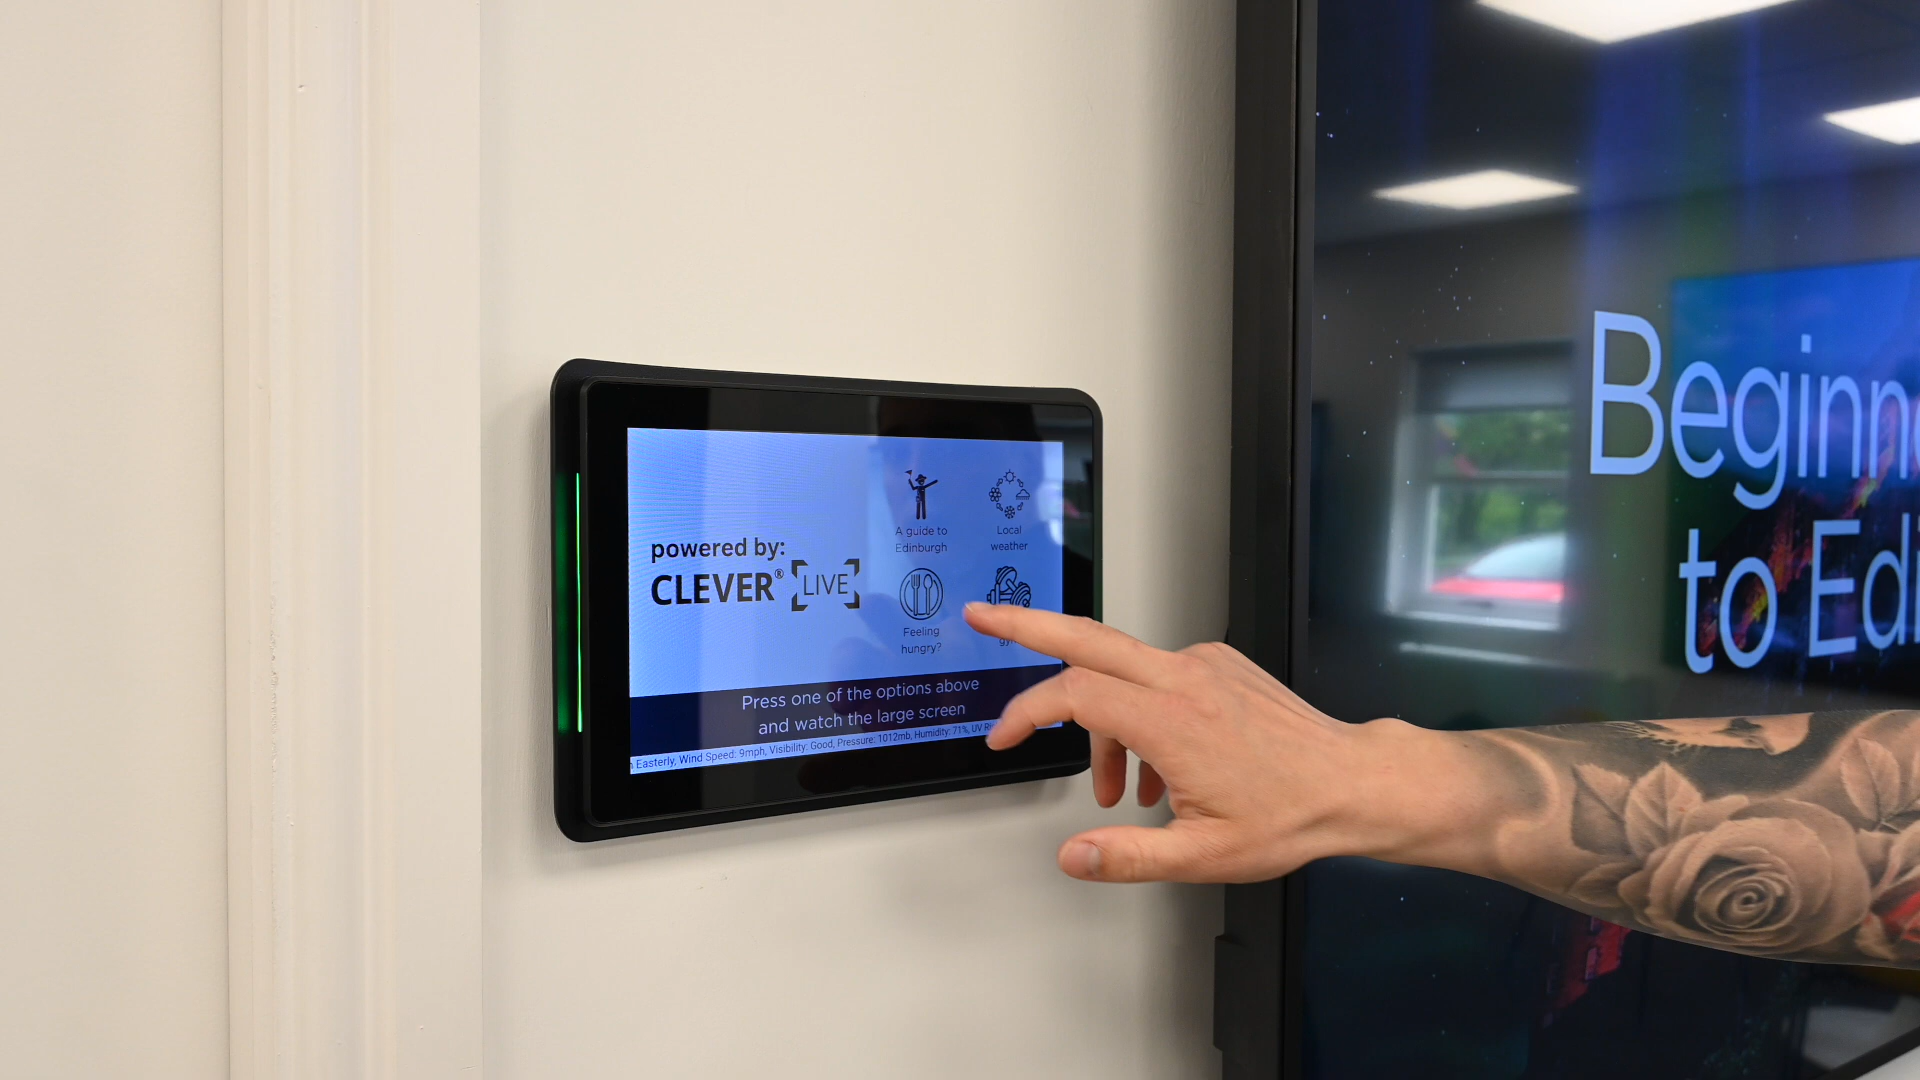 powered by:
CLEVER® [LIVE]
A guide to
Edinburgh
Local
weather
Feeling
hungry?
Press one of the options above
and watch the large screen
Easterly, Wind Speed: 9mph, Visibility: Good, Pressure: 1012mb, Humidity: 71%, UV
Beginn
to Edi